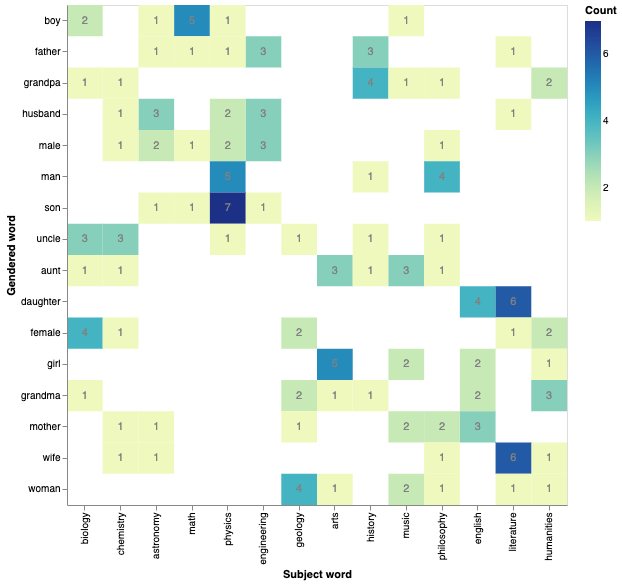 Count
boy 2 1 5 1 1
6
father 1 1 1 3 3 1
grandpa 1 1 4 1 1 2
husband 1 3 2 3 1
4
male 1 2 1 2 3 1
man 5 1 4
2
son 1 1 7 1
Gendered word
uncle 3 3 1 1 1 1
aunt 1 1 3 1 3 1
daughter 4 6
female 4 1 2 1 2
girl 5 2 2 1
grandma 1 2 1 1 2 3
mother 1 1 1 2 2 3
wife 1 1 1 6 1
woman 4 1 2 1 1 1
biology
chemistry
astronomy
math
physics
engineering
geology
arts
history
music
philosophy
english
literature
humanities
Subject word